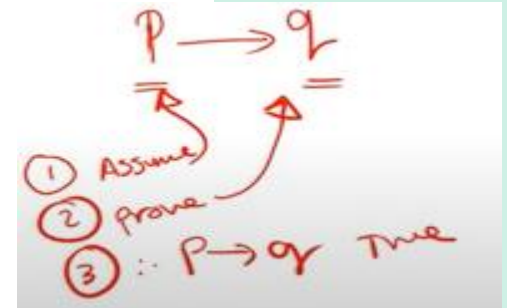 P → q
① Assume
② prove
③ ∴ P → q True